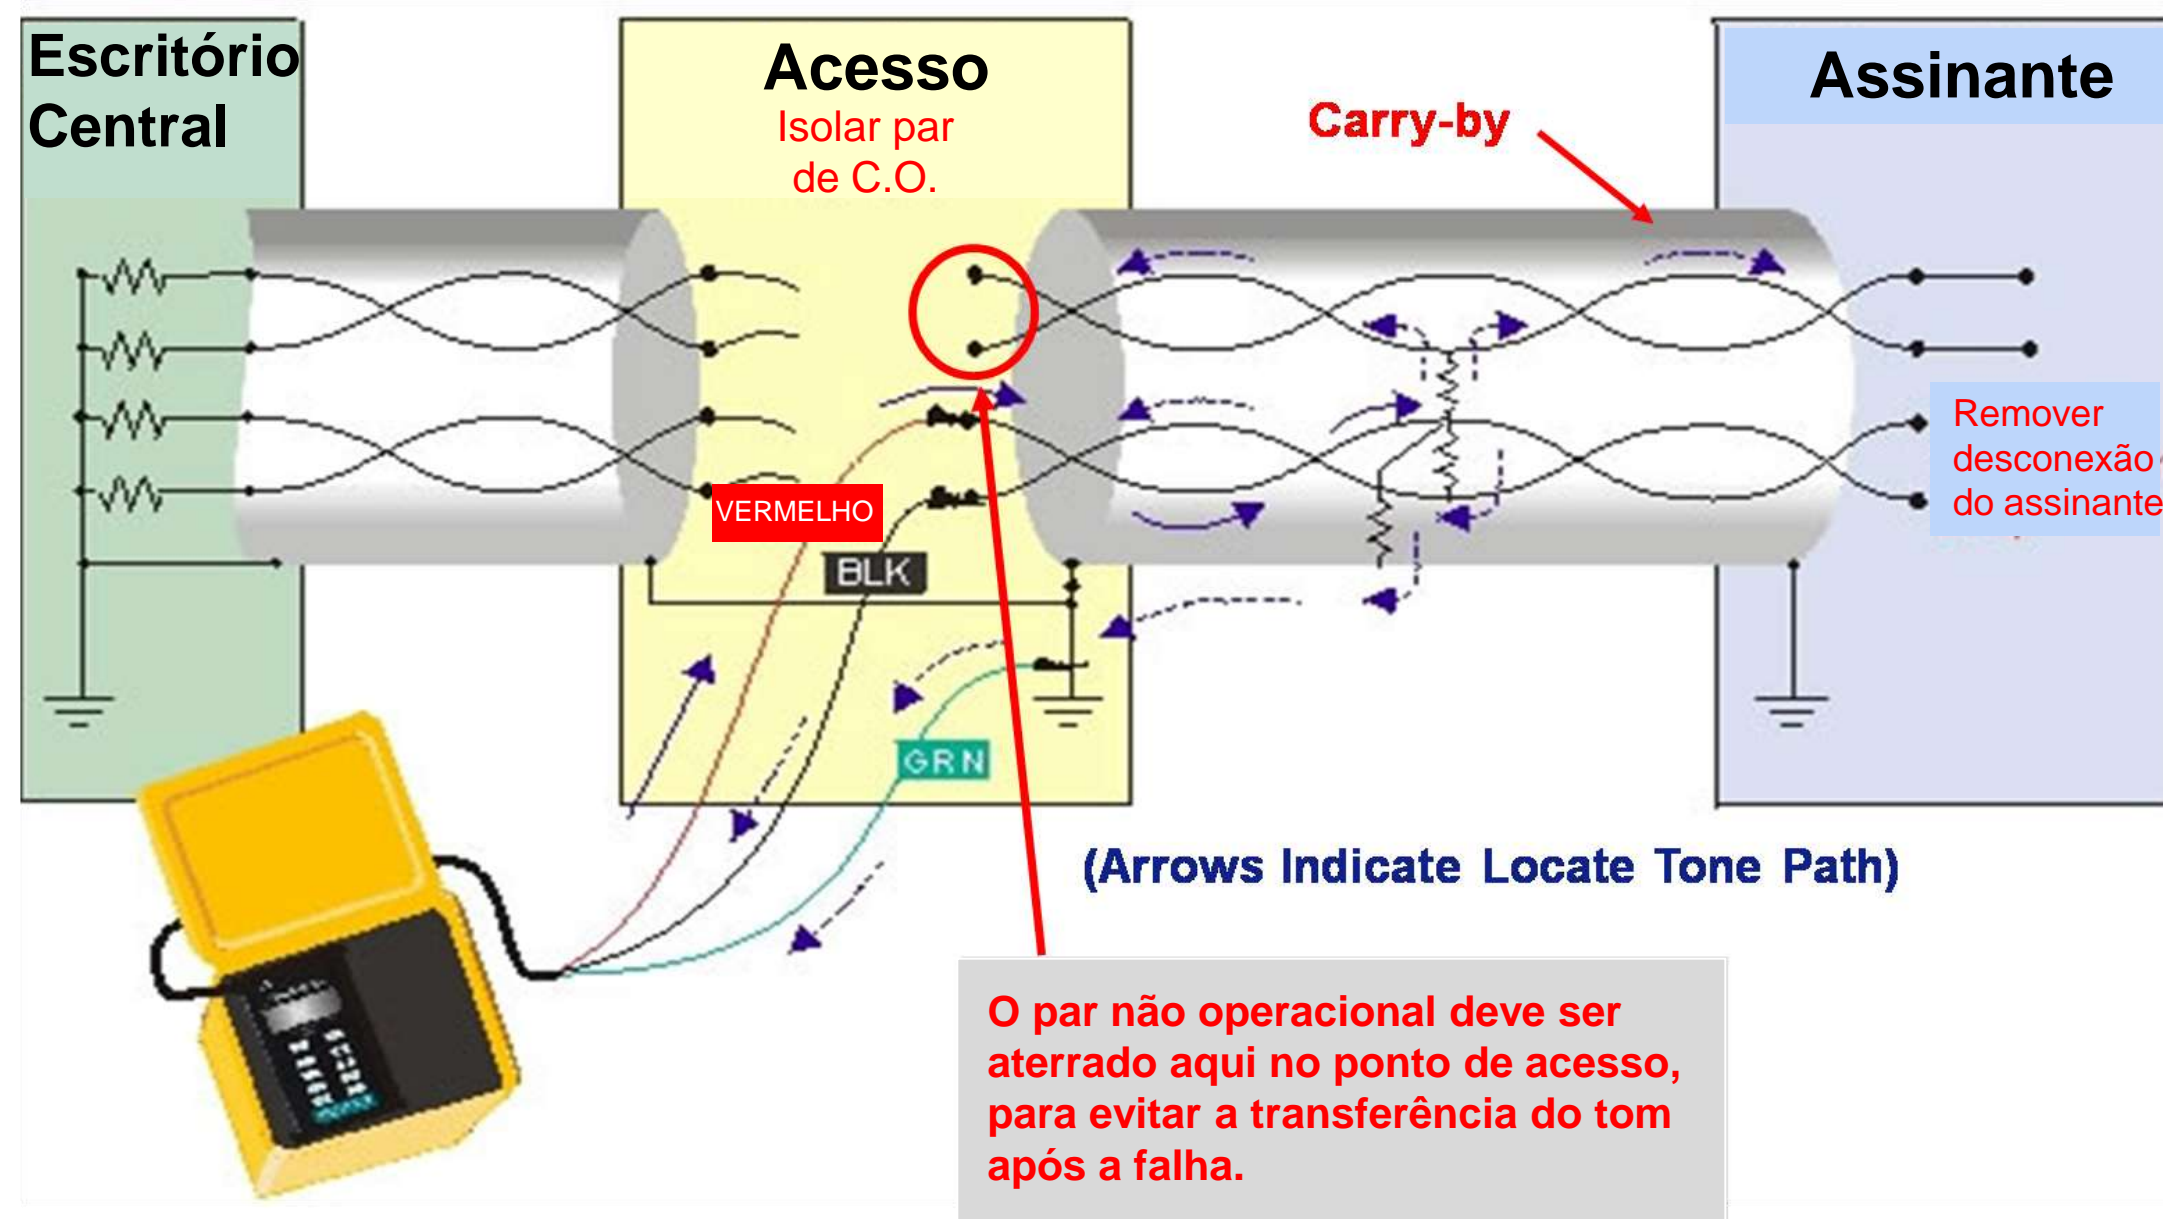 Escritório
Central
Acesso
Isolar par
de C.O.
Carry-by
Assinante
Remover
desconexão
do assinante
VERMELHO
BLK
GRN
(Arrows Indicate Locate Tone Path)
O par não operacional deve ser
aterrado aqui no ponto de acesso,
para evitar a transferência do tom
após a falha.